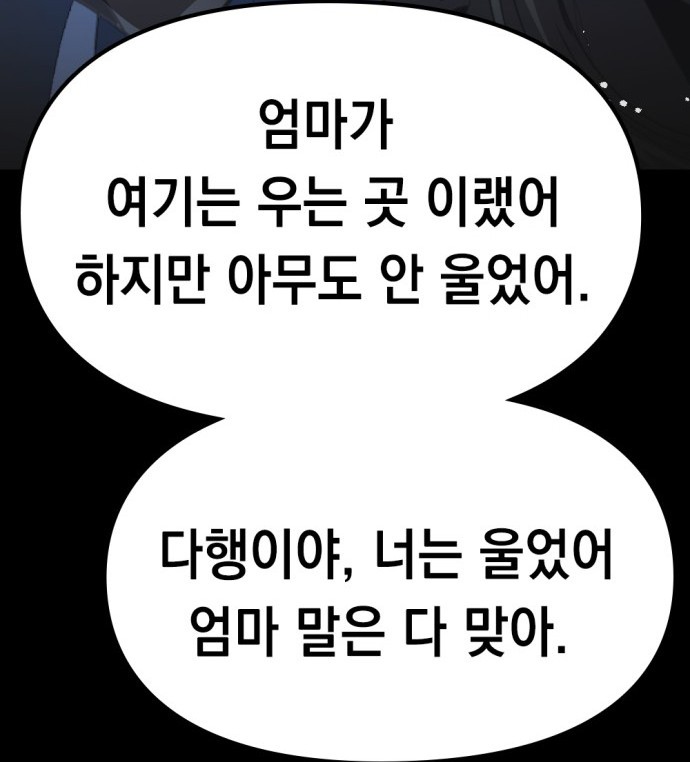 엄마가
여기는 우는 곳 이랬어
하지만 아무도 안 울었어.
다행이야, 너는 울었어
엄마 말은 다 맞아.